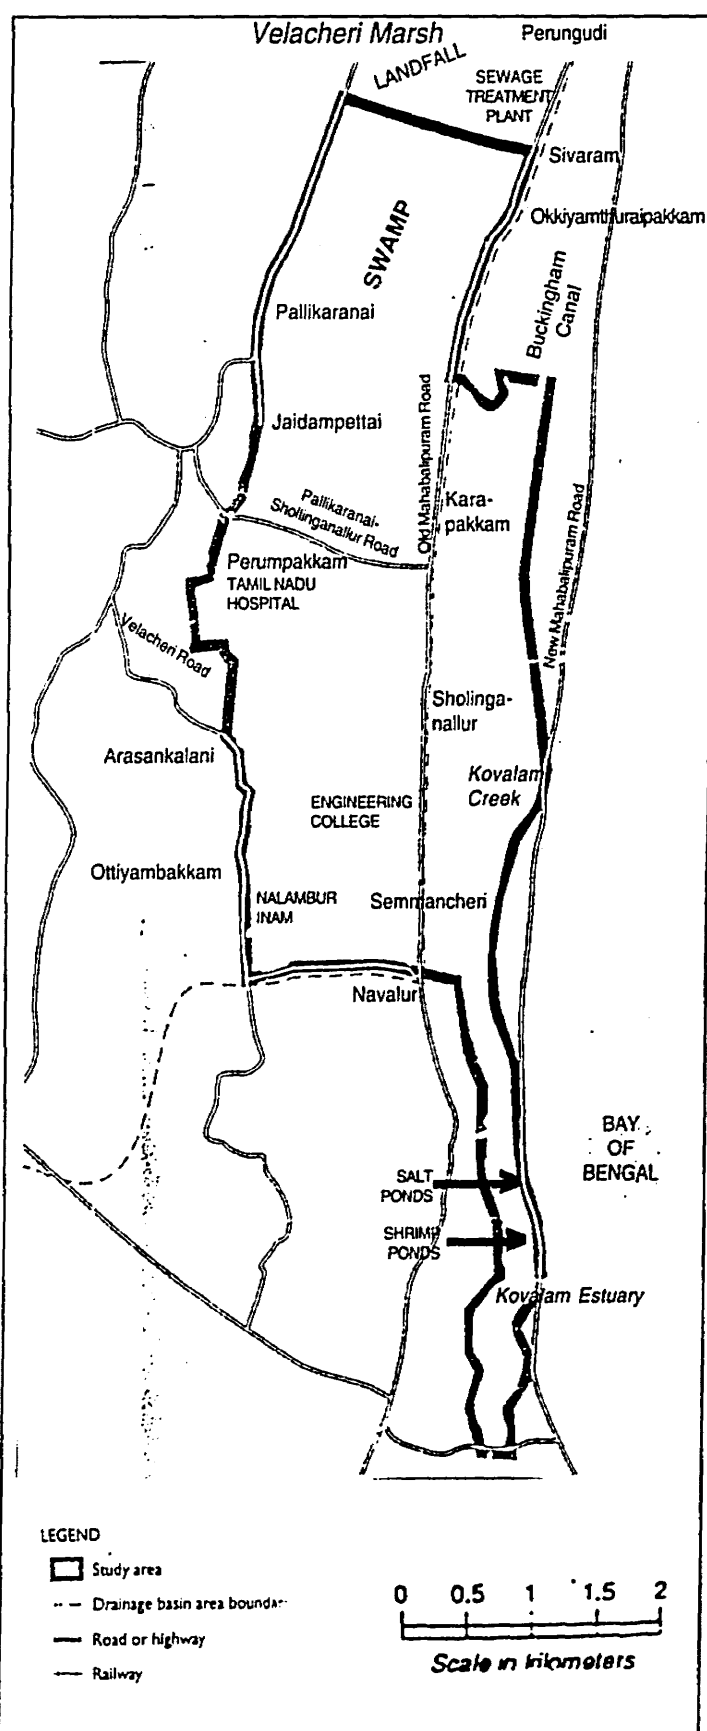 Velacheri Marsh
Perungudi
LANDFALL
SEWAGE
TREATMENT
PLANT
Sivaram
Okkiyamthuraipakkam
SWAMP
Buckingham
Canal
Pallikaranai
Jaidampettai
Old Mahabalipuram Road
Pallikaranai-
Shollinganallur Road
Kara-
pakkam
New Mahabalipuram Road
Perumpakkam
TAMIL NADU
HOSPITAL
Velacheri Road
Sholinga-
nallur
Arasankalani
Kovalam
Creek
ENGINEERING
COLLEGE
Ottiyambakkam
NALAMBUR
INAM
Semmancheri
Navalur
BAY
OF
BENGAL
SALT
PONDS
SHRIMP
PONDS
Kovalam Estuary
LEGEND
Study area
Drainage basin area boundar
Road or highway
Railway
0 0.5 1 1.5 2
Scale in kilometers